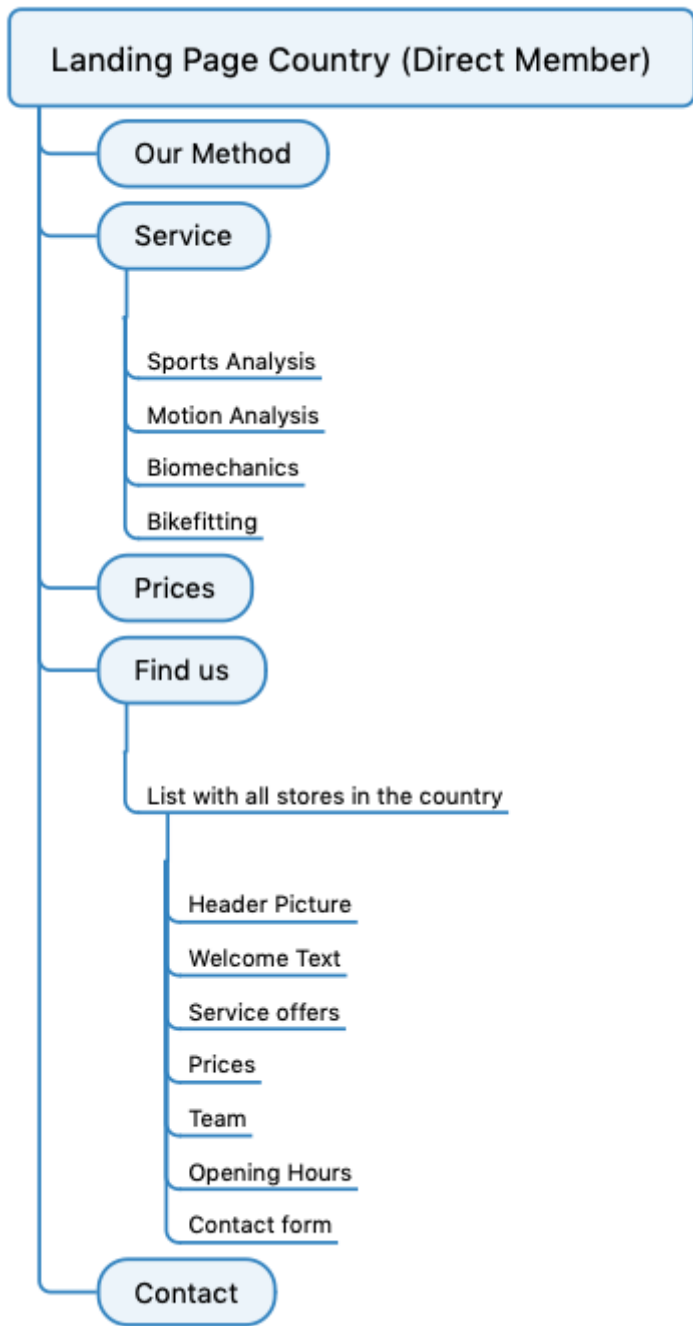 Landing Page Country (Direct Member)
Our Method
Service
Sports Analysis
Motion Analysis
Biomechanics
Bikefitting
Prices
Find us
List with all stores in the country
Header Picture
Welcome Text
Service offers
Prices
Team
Opening Hours
Contact form
Contact